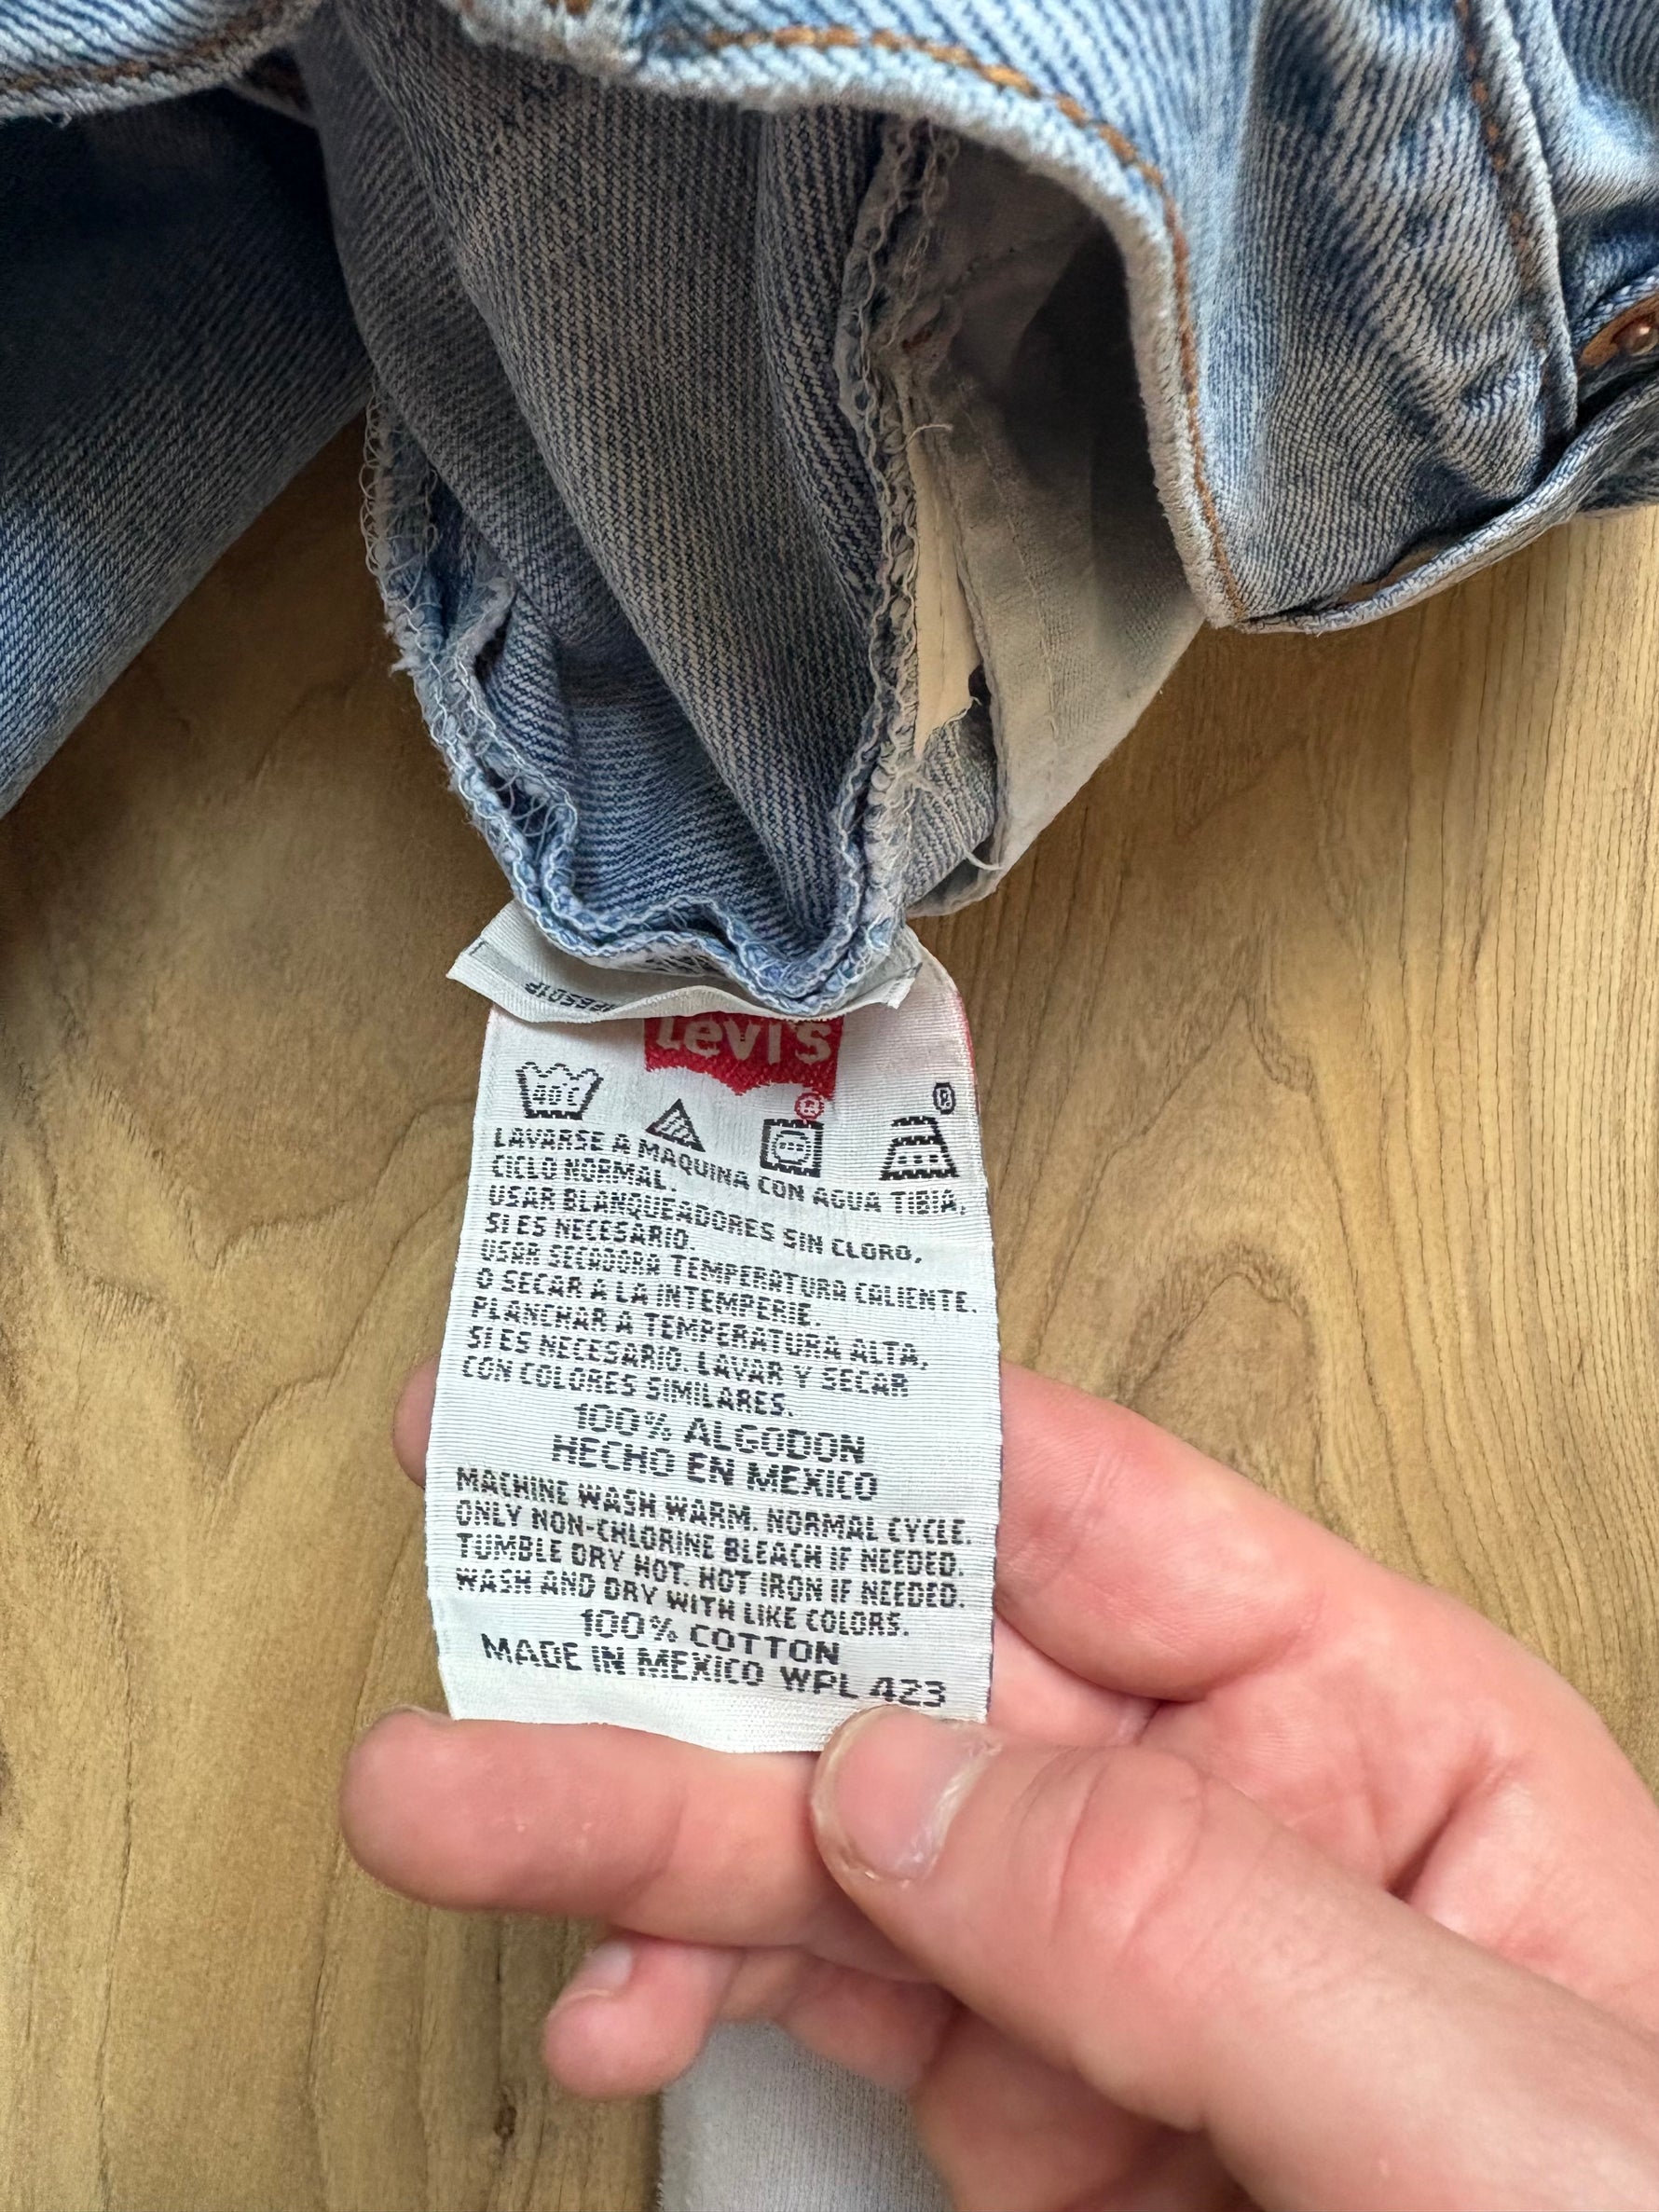 Levi's
®
40°C
®
LAVARSE A MAQUINA CON AGUA TIBIA,
CICLO NORMAL.
USAR BLANQUEADORES SIN CLORO,
SI ES NECESARIO.
USAR SECADORA TEMPERATURA CALIENTE.
O SECAR A LA INTEMPERIE.
PLANCHAR A TEMPERATURA ALTA,
SI ES NECESARIO. LAVAR Y SECAR
CON COLORES SIMILARES.
100% ALGODON
HECHO EN MEXICO
MACHINE WASH WARM. NORMAL CYCLE.
ONLY NON-CHLORINE BLEACH IF NEEDED.
TUMBLE DRY HOT. HOT IRON IF NEEDED.
WASH AND DRY WITH LIKE COLORS.
100% COTTON
MADE IN MEXICO WPL 423